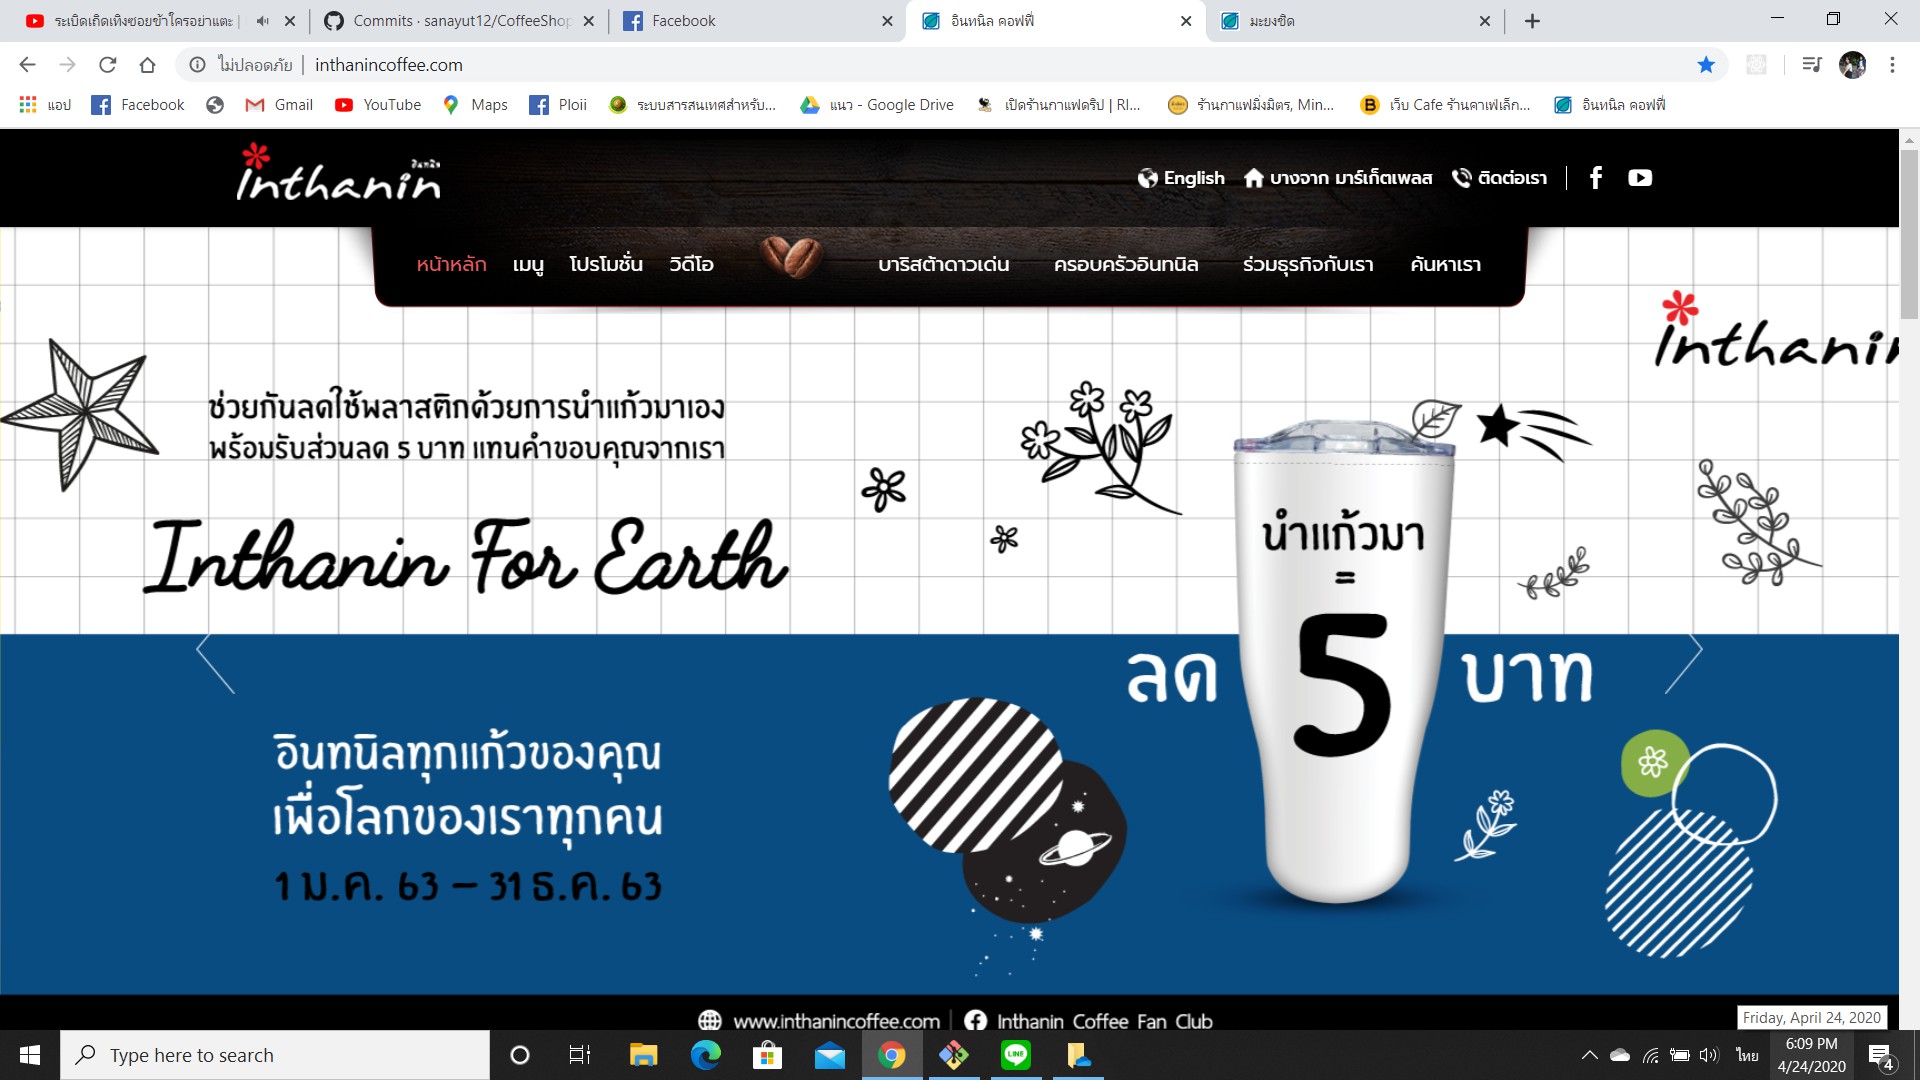 ระเบิดเถิดเทิงซอยข้าใครอย่าแตะ |
Commits · sanayut12/CoffeeShop
Facebook
อินทนิล คอฟฟี่
มะยงชิด
ไม่ปลอดภัย | inthanincoffee.com
แอป
Facebook
Gmail
YouTube
Maps
Ploii
ระบบสารสนเทศสำหรับ...
แนว - Google Drive
เปิดร้านกาแฟดริป | RI...
ร้านกาแฟมิ่งมิตร, Min...
เว็บ Cafe ร้านคาเฟ่เล็ก...
อินทนิล คอฟฟี่
อินทนิล
inthanin
English
บางจาก มาร์เก็ตเพลส
ติดต่อเรา
หน้าหลัก
เมนู
โปรโมชั่น
วิดีโอ
บาริสต้าดาวเด่น
ครอบครัวอินทนิล
ร่วมธุรกิจกับเรา
ค้นหาเรา
inthanin
ช่วยกันลดใช้พลาสติกด้วยการนำแก้วมาเอง
พร้อมรับส่วนลด 5 บาท แทนคำขอบคุณจากเรา
Inthanin For Earth
นำแก้วมา
=
ลด 5 บาท
อินทนิลทุกแก้วของคุณ
เพื่อโลกของเราทุกคน
1 ม.ค. 63 – 31 ธ.ค. 63
www.inthanincoffee.com | Inthanin Coffee Fan Club
Friday, April 24, 2020
Type here to search
LINE
ไทย
6:09 PM
4/24/2020
4